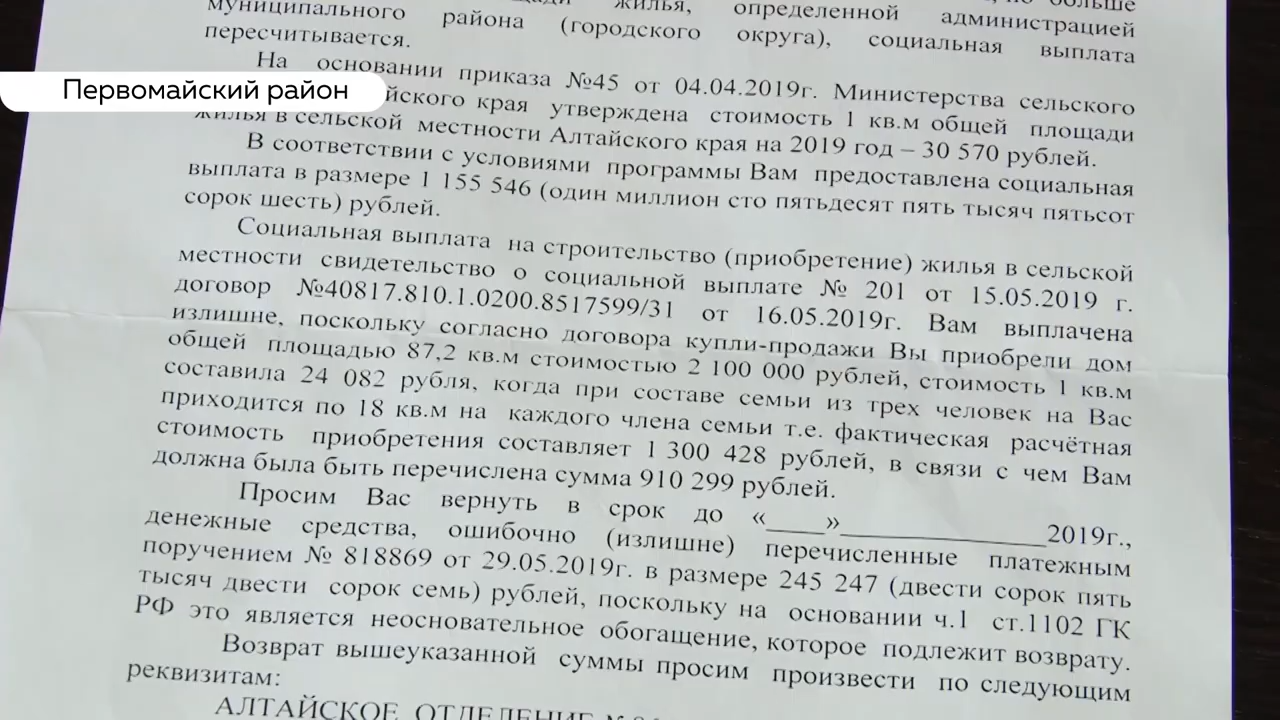 больше
жилья, определенной администрацией
муниципального района (городского округа), социальная выплата
пересчитывается.
На основании приказа №45 от 04.04.2019г. Министерства сельского
Первомайский район
йского края утверждена стоимость 1 кв.м общей площади
жилья в сельской местности Алтайского края на 2019 год – 30 570 рублей.
В соответствии с условиями программы Вам предоставлена социальная
выплата в размере 1 155 546 (один миллион сто пятьдесят пять тысяч пятьсот
сорок шесть) рублей.
Социальная выплата на строительство (приобретение) жилья в сельской
местности свидетельство о социальной выплате № 201 от 15.05.2019 г.
договор №40817.810.1.0200.8517599/31 от 16.05.2019г. Вам выплачена
излишне, поскольку согласно договора купли-продажи Вы приобрели дом
общей площадью 87,2 кв.м стоимостью 2 100 000 рублей, стоимость 1 кв.м
составила 24 082 рубля, когда при составе семьи из трех человек на Вас
приходится по 18 кв.м на каждого члена семьи т.е. фактическая расчётная
стоимость приобретения составляет 1 300 428 рублей, в связи с чем Вам
должна была быть перечислена сумма 910 299 рублей.
Просим Вас вернуть в срок до «____»________________2019г.,
денежные средства, ошибочно (излишне) перечисленные платежным
поручением № 818869 от 29.05.2019г. в размере 245 247 (двести сорок пять
тысяч двести сорок семь) рублей, поскольку на основании ч.1 ст.1102 ГК
РФ это является неосновательное обогащение, которое подлежит возврату.
Возврат вышеуказанной суммы просим произвести по следующим
реквизитам:
АЛТАЙСКОЕ ОТДЕЛЕНИЕ